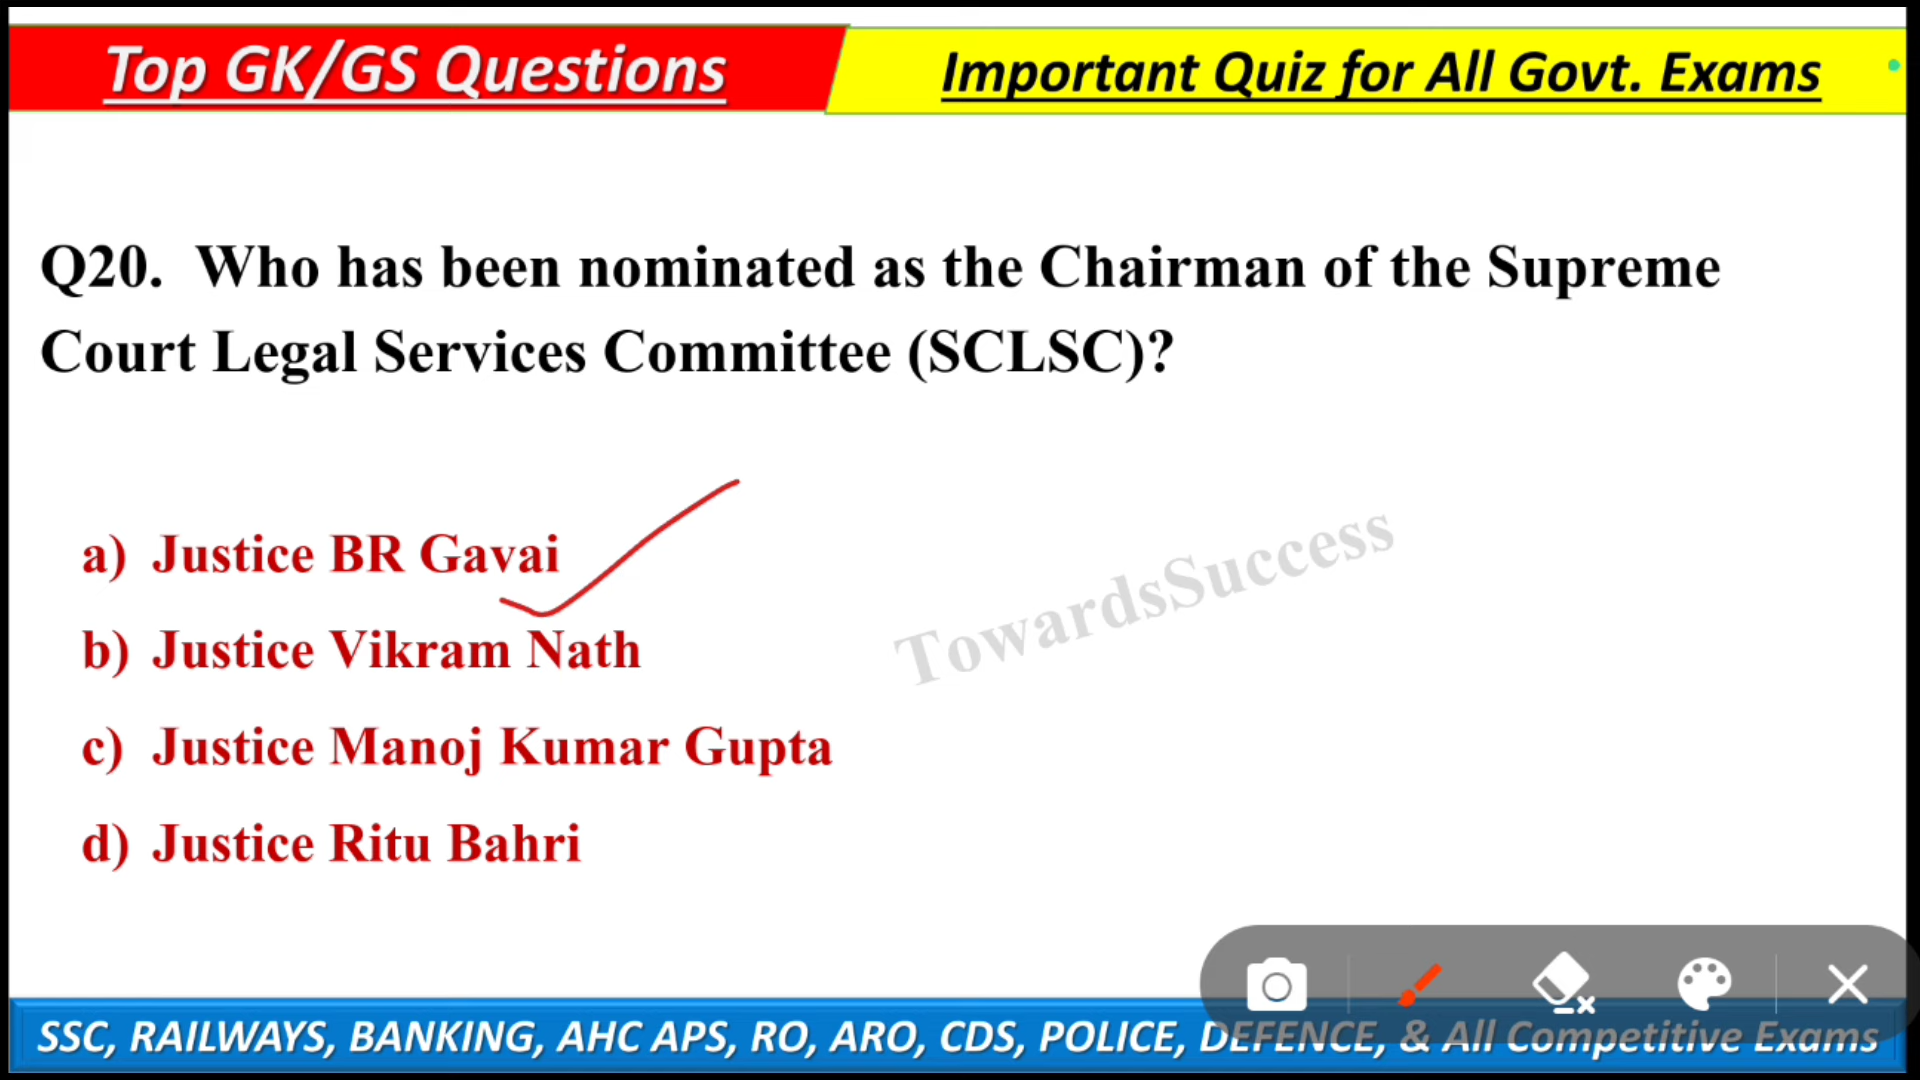 Top GK/GS Questions
Important Quiz for All Govt. Exams
Q20. Who has been nominated as the Chairman of the Supreme
Court Legal Services Committee (SCLSC)?
a) Justice BR Gavai
b) Justice Vikram Nath
c) Justice Manoj Kumar Gupta
d) Justice Ritu Bahri
TowardsSuccess
SSC, RAILWAYS, BANKING, AHC APS, RO, ARO, CDS, POLICE, DEFENCE, & All Competitive Exams